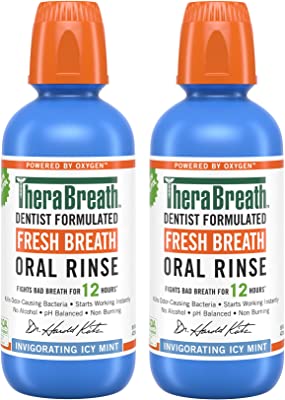 POWERED BY OXYGEN™
TheraBreath
DENTIST FORMULATED
FRESH BREATH
ORAL RINSE
FIGHTS BAD BREATH FOR 12 HOURS*
Kills Odor-Causing Bacteria • Starts Working Instantly
No Alcohol • pH Balanced • Non Burning
Dr. Harold Katz
INVIGORATING ICY MINT
POWERED BY OXYGEN™
TheraBreath
DENTIST FORMULATED
FRESH BREATH
ORAL RINSE
FIGHTS BAD BREATH FOR 12 HOURS*
Kills Odor-Causing Bacteria • Starts Working Instantly
No Alcohol • pH Balanced • Non Burning
Dr. Harold Katz
INVIGORATING ICY MINT